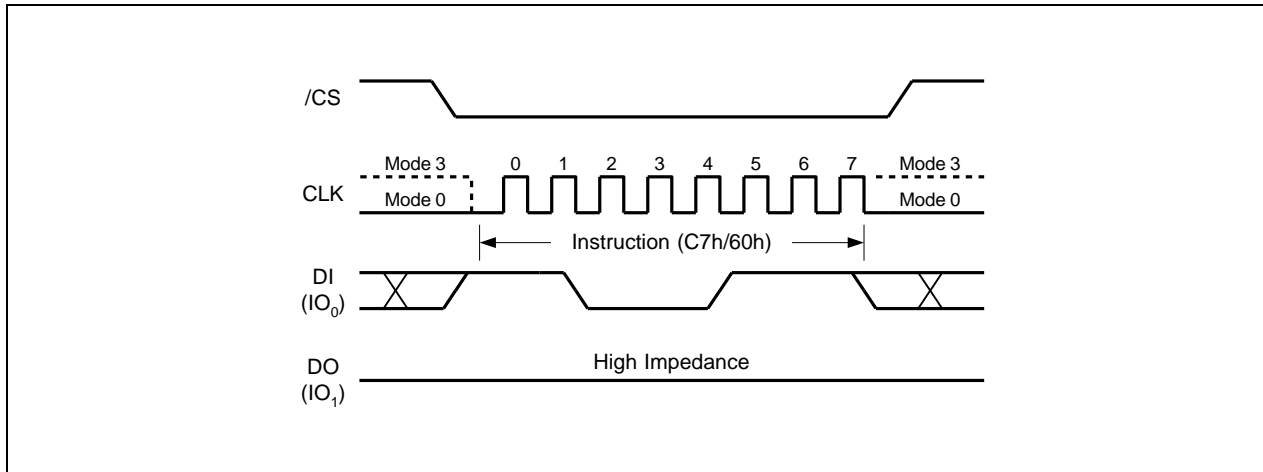 /CS
Mode 3 0 1 2 3 4 5 6 7 Mode 3
CLK
Mode 0 Mode 0
Instruction (C7h/60h)
DI
(IO0)
High Impedance
DO
(IO1)